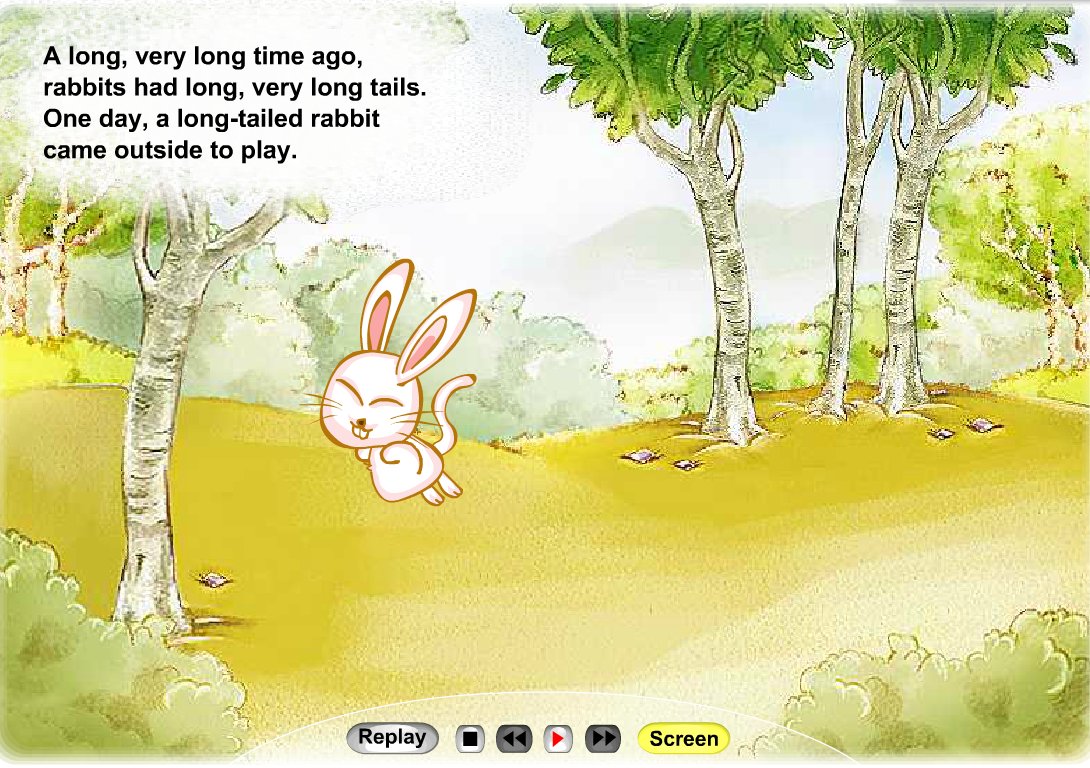 A long, very long time ago,
rabbits had long, very long tails.
One day, a long-tailed rabbit
came outside to play.
Replay
Screen